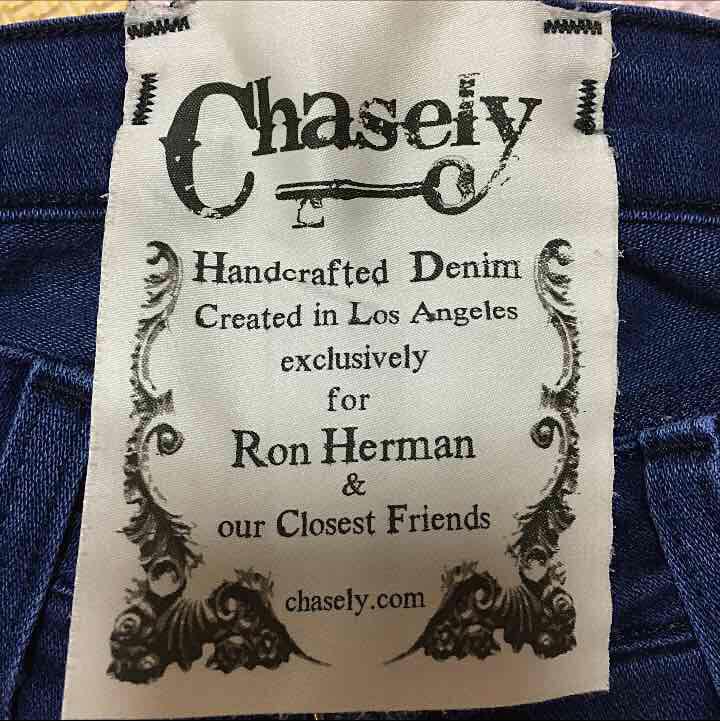 Chasely
Handcrafted Denim
Created in Los Angeles
exclusively
for
Ron Herman
&
our Closest Friends
chasely.com